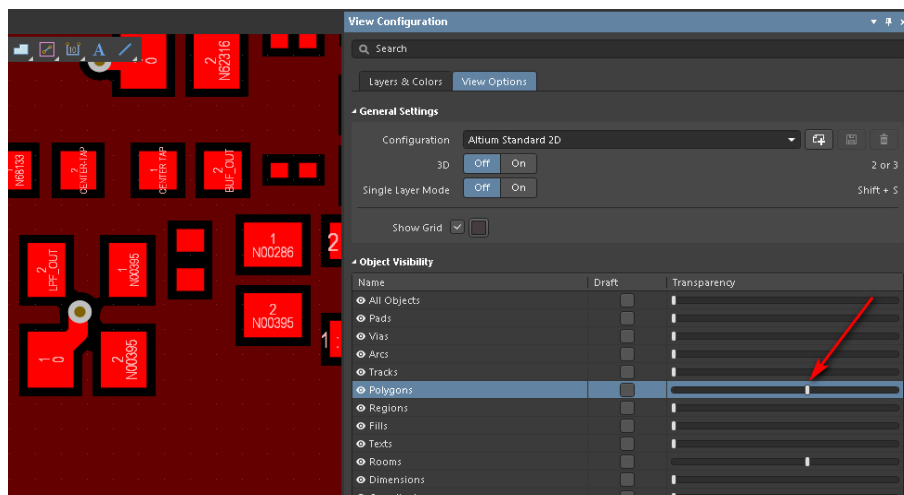 View Configuration
Search
Layers & Colors View Options
General Settings
Configuration Altium Standard 2D
3D Off On 2 or 3
Single Layer Mode Off On Shift + S
Show Grid
Object Visibility
Name Draft Transparency
All Objects
Pads
Vias
Arcs
Tracks
Polygons
Regions
Fills
Texts
Rooms
Dimensions
A
0
2
N62316
N68133
CENTER-TAP
1
CENTER TAP
2
BUF_OUT
2
LPF_OUT
1
N00395
1
N00286
2
2
N00395
1
1
0
2
N00395